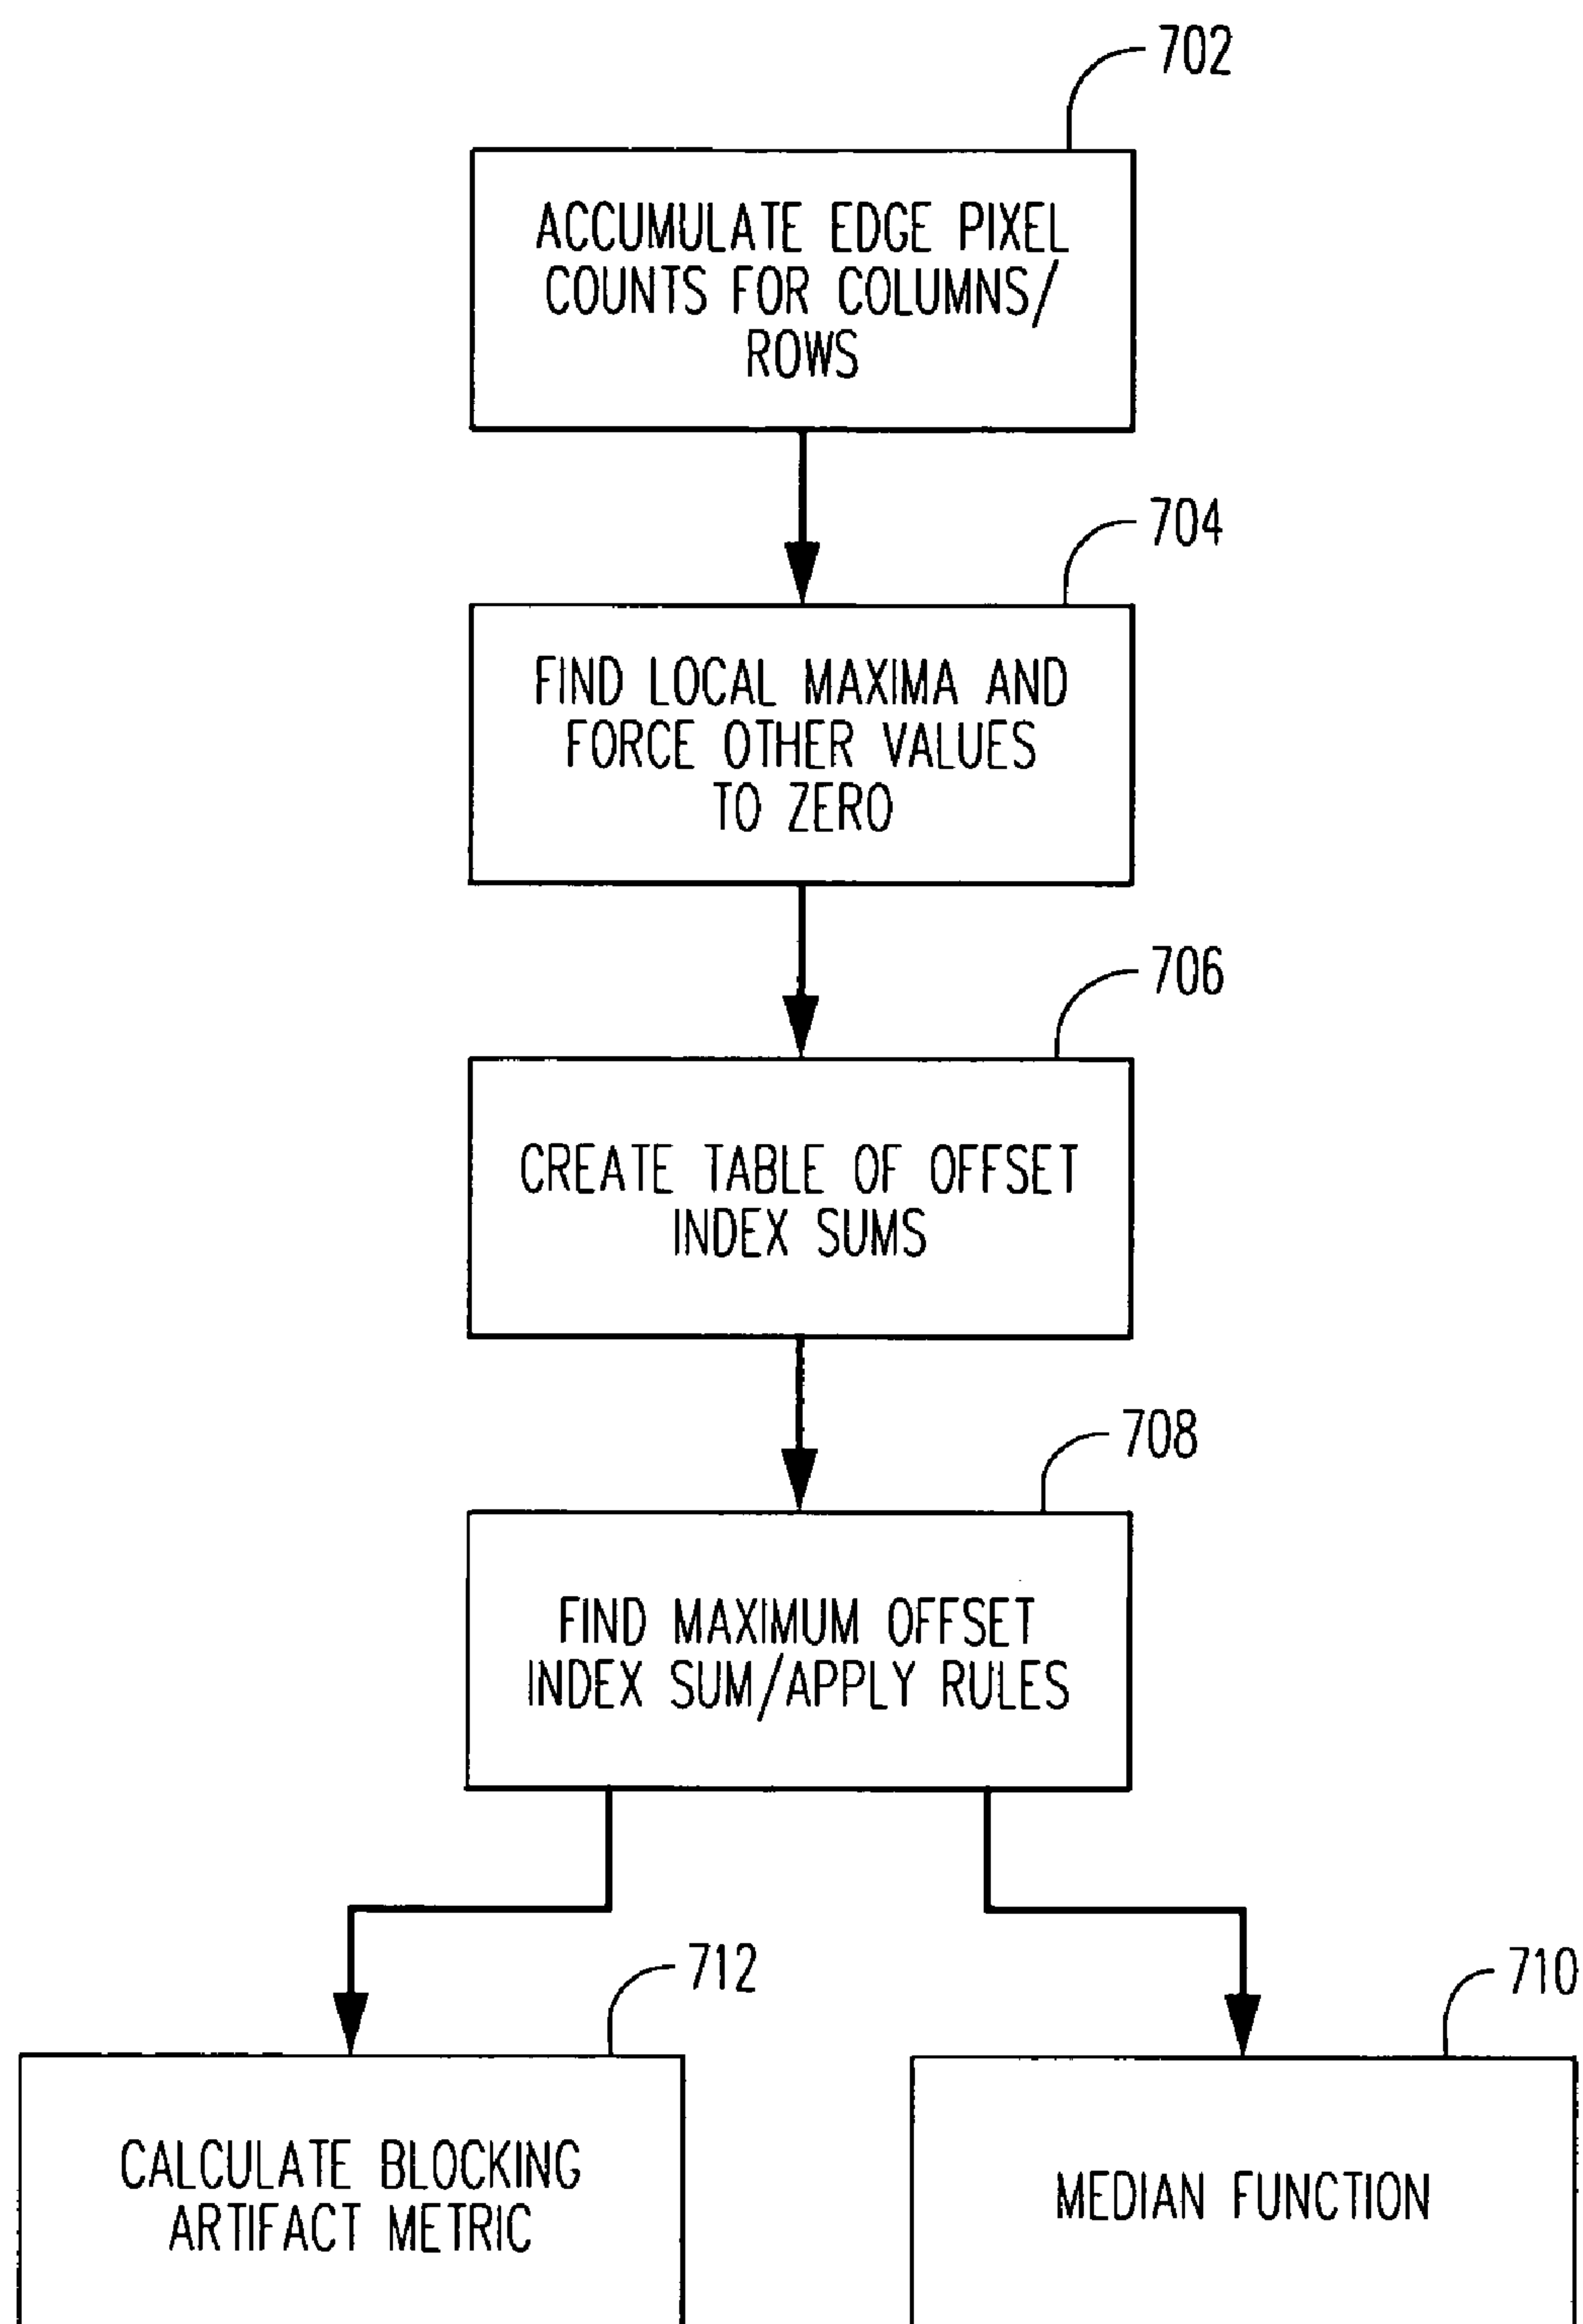 702
ACCUMULATE EDGE PIXEL
COUNTS FOR COLUMNS/
ROWS
704
FIND LOCAL MAXIMA AND
FORCE OTHER VALUES
TO ZERO
706
CREATE TABLE OF OFFSET
INDEX SUMS
708
FIND MAXIMUM OFFSET
INDEX SUM/APPLY RULES
712
CALCULATE BLOCKING
ARTIFACT METRIC
710
MEDIAN FUNCTION